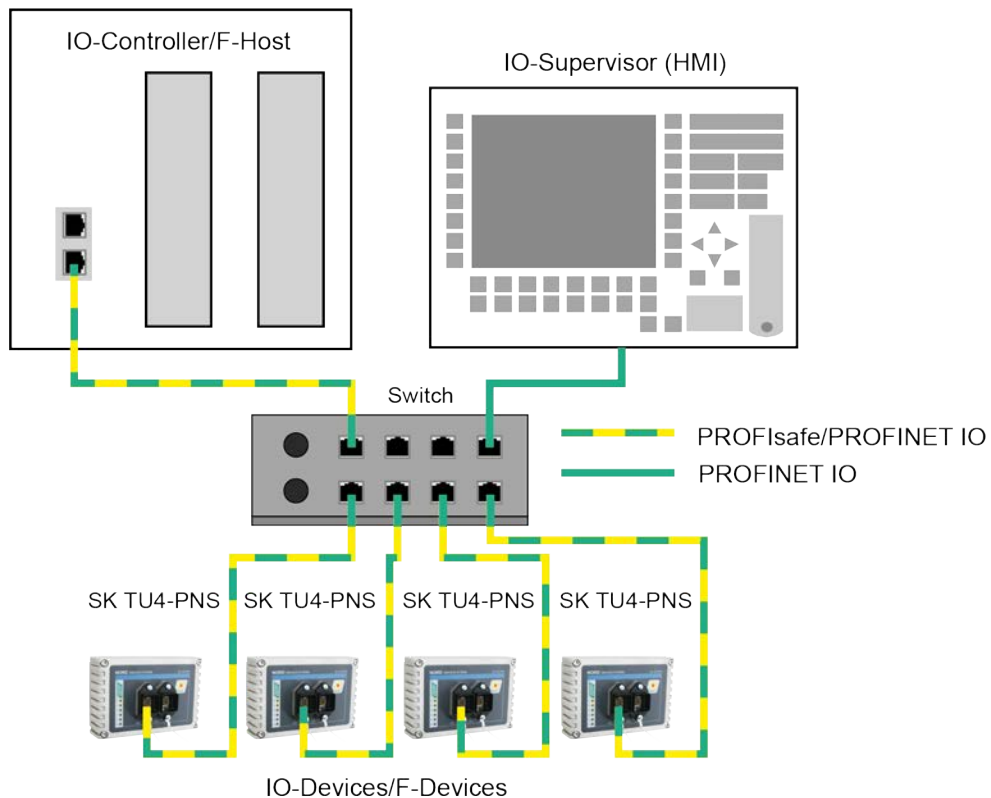 IO-Controller/F-Host
IO-Supervisor (HMI)
Switch
PROFIsafe/PROFINET IO
PROFINET IO
SK TU4-PNS
SK TU4-PNS
SK TU4-PNS
SK TU4-PNS
IO-Devices/F-Devices